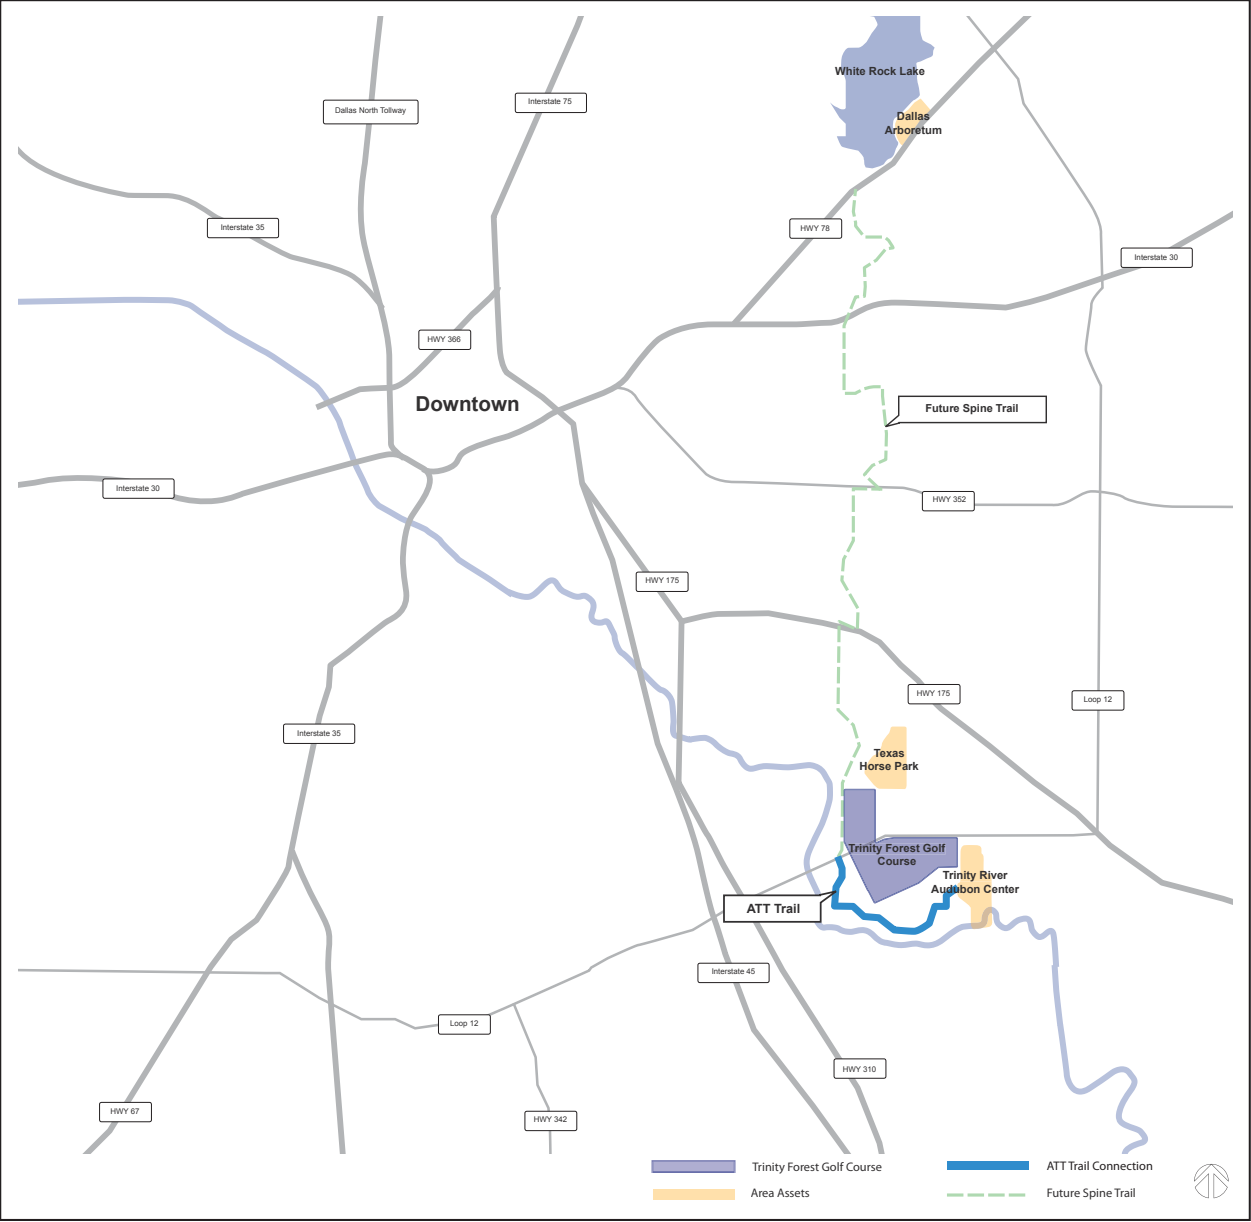 White Rock Lake
Interstate 75
Dallas North Tollway
Dallas
Arboretum
Interstate 35
HWY 78
Interstate 30
HWY 366
Downtown
Future Spine Trail
Interstate 30
HWY 352
HWY 175
HWY 175
Loop 12
Interstate 35
Texas
Horse Park
Trinity Forest Golf
Course
Trinity River
Audubon Center
ATT Trail
Interstate 45
Loop 12
HWY 310
HWY 67
HWY 342
Trinity Forest Golf Course
ATT Trail Connection
Area Assets
Future Spine Trail